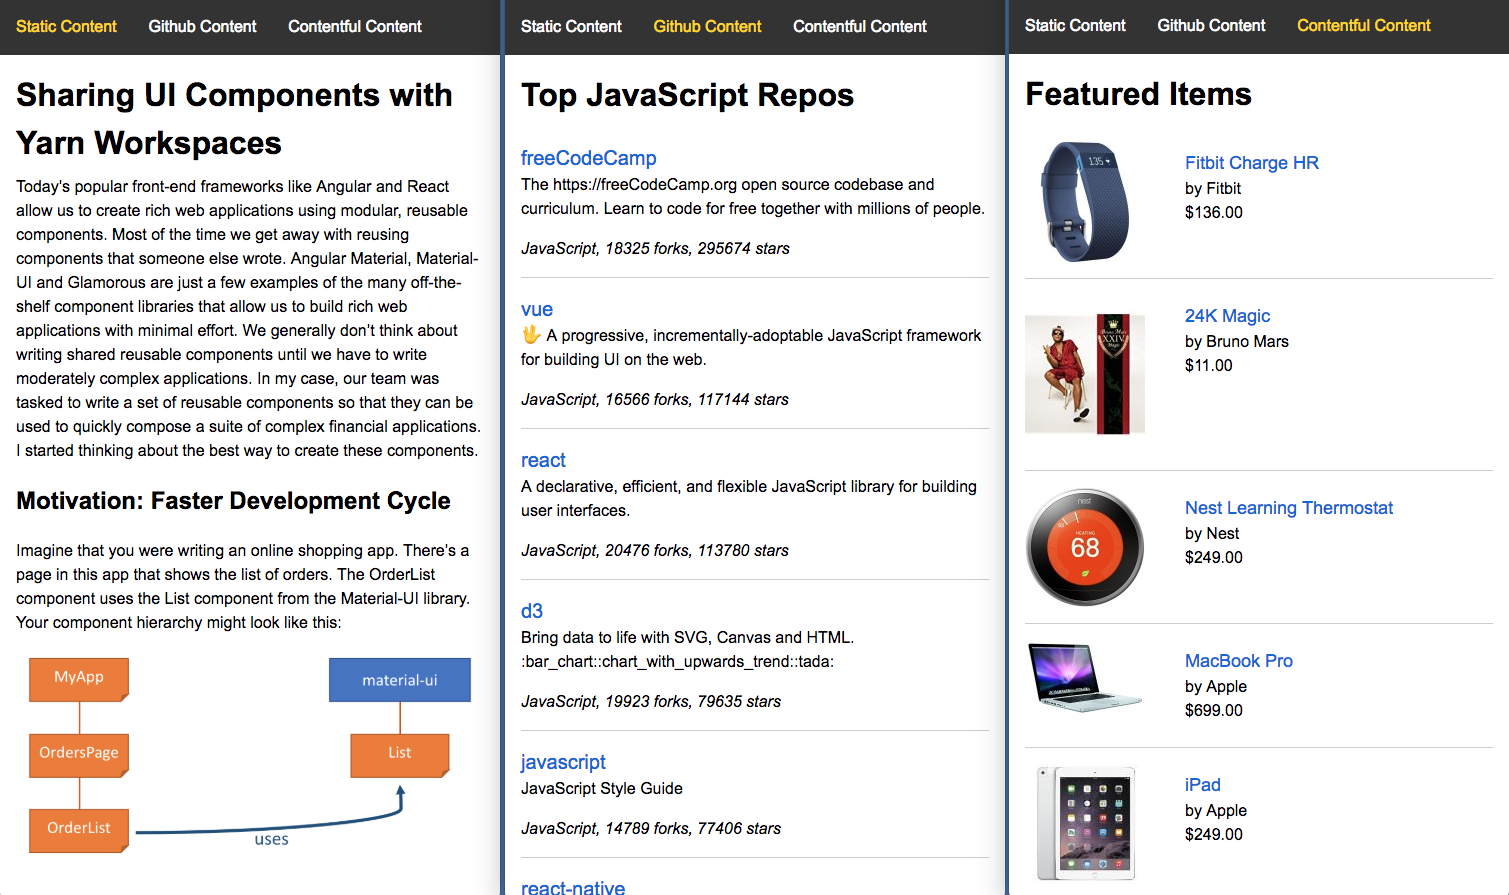 Static Content Github Content Contentful Content
Sharing UI Components with
Yarn Workspaces
Today's popular front-end frameworks like Angular and React
allow us to create rich web applications using modular, reusable
components. Most of the time we get away with reusing
components that someone else wrote. Angular Material, Material-
UI and Glamorous are just a few examples of the many off-the-
shelf component libraries that allow us to build rich web
applications with minimal effort. We generally don't think about
writing shared reusable components until we have to write
moderately complex applications. In my case, our team was
tasked to write a set of reusable components so that they can be
used to quickly compose a suite of complex financial applications.
I started thinking about the best way to create these components.
Motivation: Faster Development Cycle
Imagine that you were writing an online shopping app. There's a
page in this app that shows the list of orders. The OrderList
component uses the List component from the Material-UI library.
Your component hierarchy might look like this:
MyApp
material-ui
OrdersPage
List
OrderList
uses
Static Content Github Content Contentful Content
Top JavaScript Repos
freeCodeCamp
The https://freeCodeCamp.org open source codebase and
curriculum. Learn to code for free together with millions of people.
JavaScript, 18325 forks, 295674 stars
vue
🖖 A progressive, incrementally-adoptable JavaScript framework
for building UI on the web.
JavaScript, 16566 forks, 117144 stars
react
A declarative, efficient, and flexible JavaScript library for building
user interfaces.
JavaScript, 20476 forks, 113780 stars
d3
Bring data to life with SVG, Canvas and HTML.
:bar_chart::chart_with_upwards_trend::tada:
JavaScript, 19923 forks, 79635 stars
javascript
JavaScript Style Guide
JavaScript, 14789 forks, 77406 stars
react-native
Static Content Github Content Contentful Content
Featured Items
135
Fitbit Charge HR
by Fitbit
$136.00
Bruno Mars
XXIV
Magic
24K Magic
by Bruno Mars
$11.00
nest
HEATING
68
Nest Learning Thermostat
by Nest
$249.00
MacBook Pro
by Apple
$699.00
iPad
by Apple
$249.00